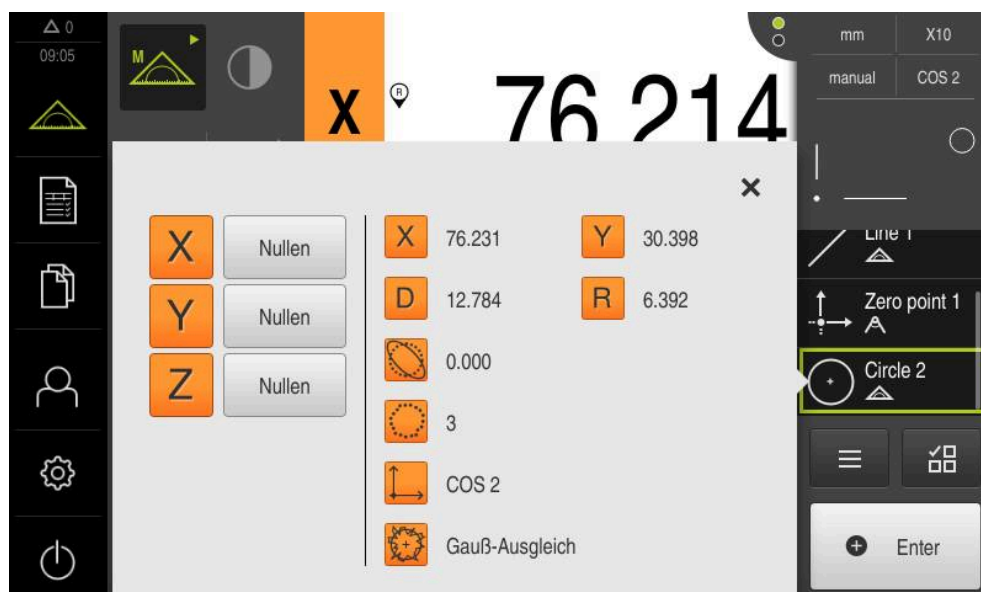 0
09:05
M
X
R
76.214
mm
X10
manual
COS 2
X
Nullen
Y
Nullen
Z
Nullen
X
76.231
Y
30.398
D
12.784
R
6.392
0.000
3
COS 2
Gauß-Ausgleich
Line 1
Zero point 1
Circle 2
Enter